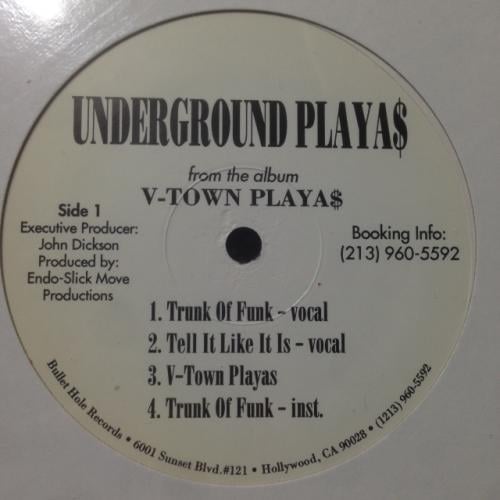 UNDERGROUND PLAYA$
from the album
V-TOWN PLAYA$
Side 1
Executive Producer:
John Dickson
Produced by:
Endo-Slick Move
Productions
Booking Info:
(213) 960-5592
1. Trunk Of Funk - vocal
2. Tell It Like It Is - vocal
3. V-Town Playas
4. Trunk Of Funk - inst.
Bullet Hole Records • 6001 Sunset Blvd.#121 • Hollywood, CA 90028 • (1213) 960-5592